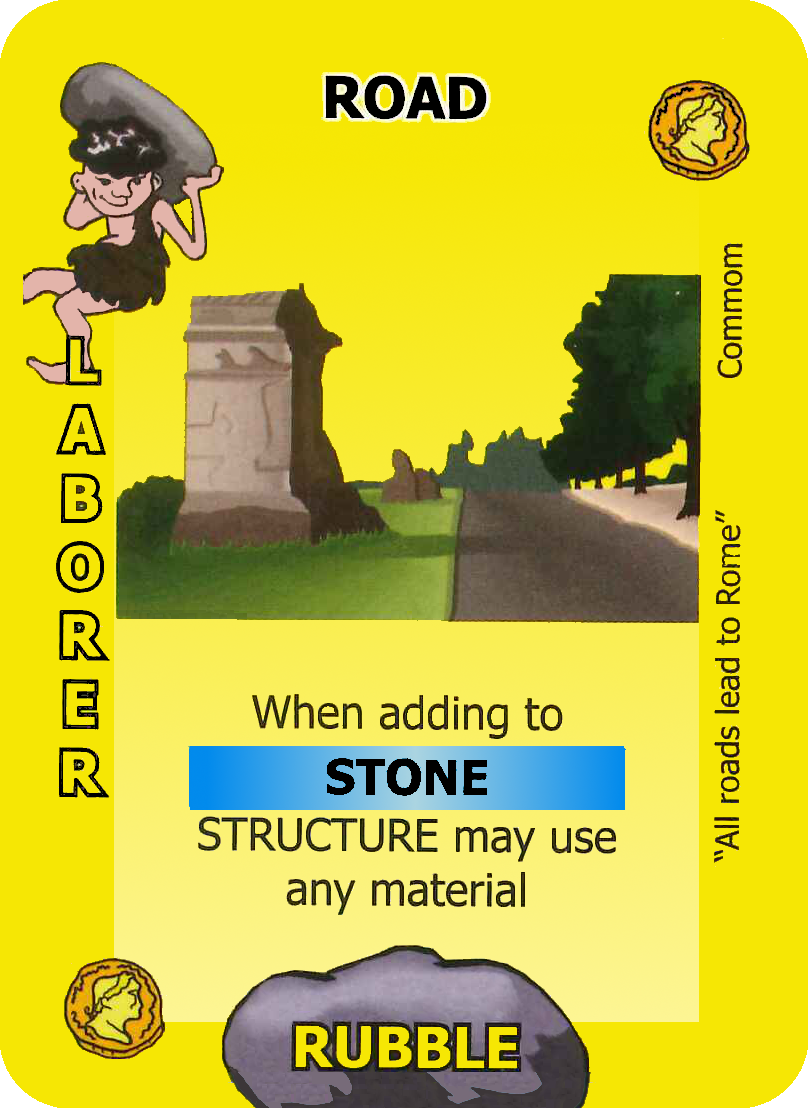 ROAD
LABORER
Commom
"All roads lead to Rome"
When adding to
STONE
STRUCTURE may use
any material
RUBBLE